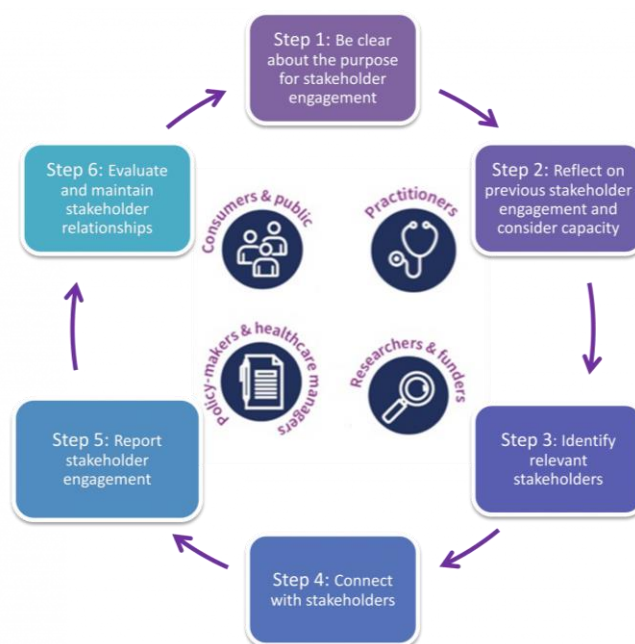 Step 1: Be clear
about the purpose
for stakeholder
engagement
Step 2: Reflect on
previous stakeholder
engagement and
consider capacity
Step 3: Identify
relevant
stakeholders
Step 4: Connect
with stakeholders
Step 5: Report
stakeholder
engagement
Step 6: Evaluate
and maintain
stakeholder
relationships
Consumers & public
Practitioners
Policy-makers & healthcare managers
Researchers & funders